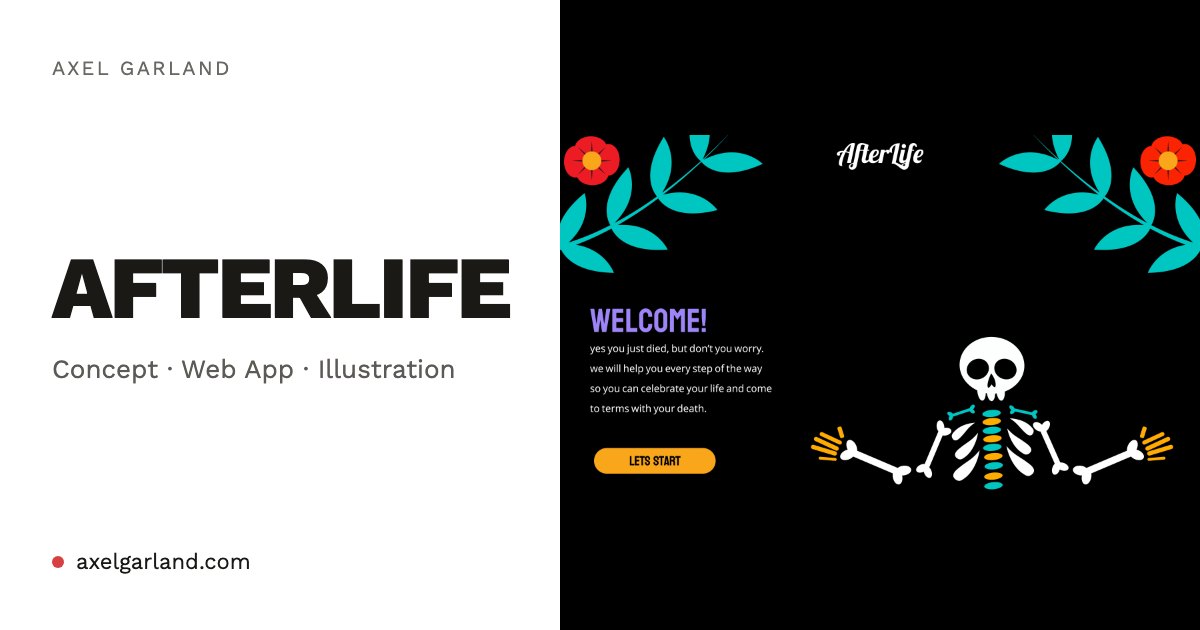 AXEL GARLAND
AFTERLIFE
Concept · Web App · Illustration
axelgarland.com
AfterLife
WELCOME!
yes you just died, but don't you worry.
we will help you every step of the way
so you can celebrate your life and come
to terms with your death.
LETS START